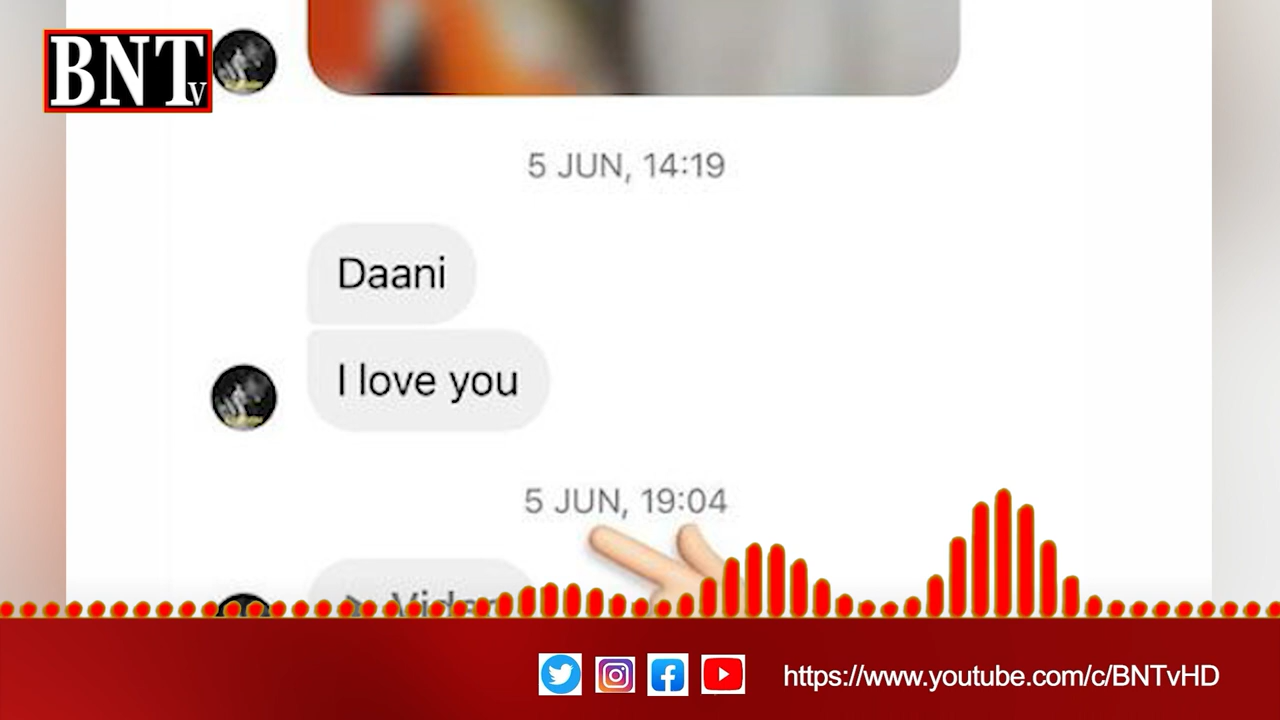 BNTv
5 JUN, 14:19
Daani
I love you
5 JUN, 19:04
https://www.youtube.com/c/BNTvHD